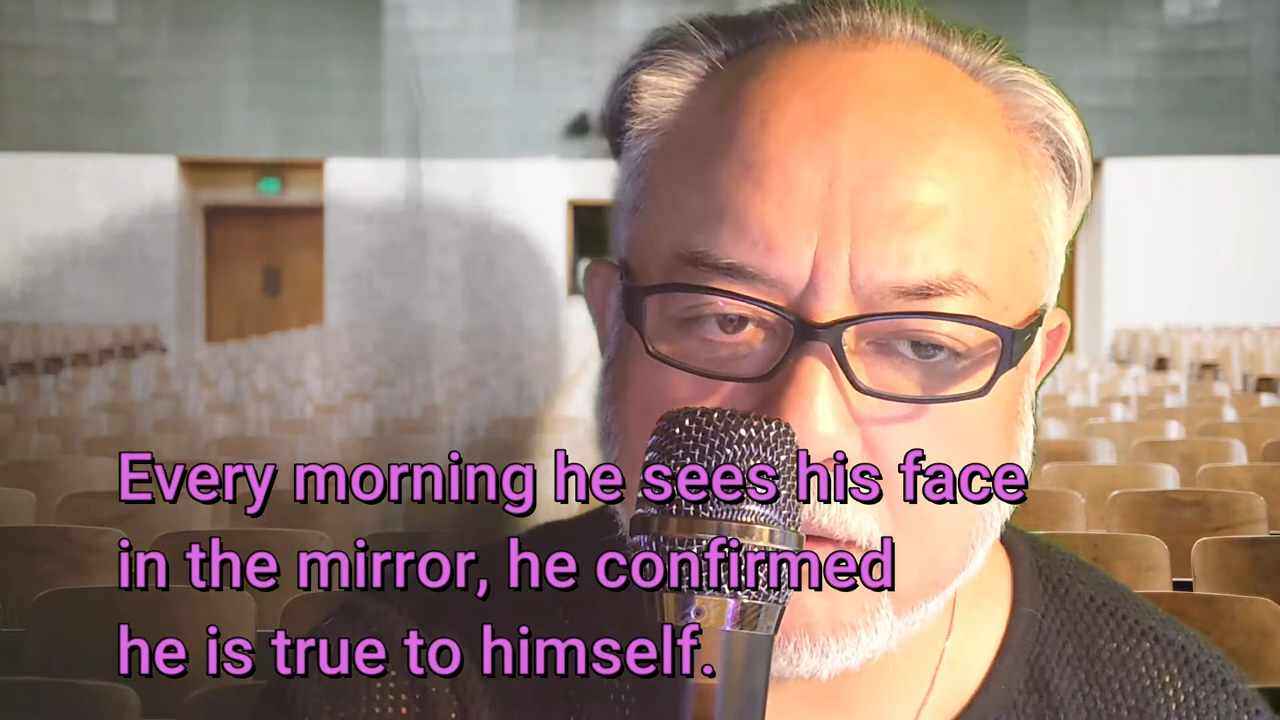 Every morning he sees his face
in the mirror, he confirmed
he is true to himself.